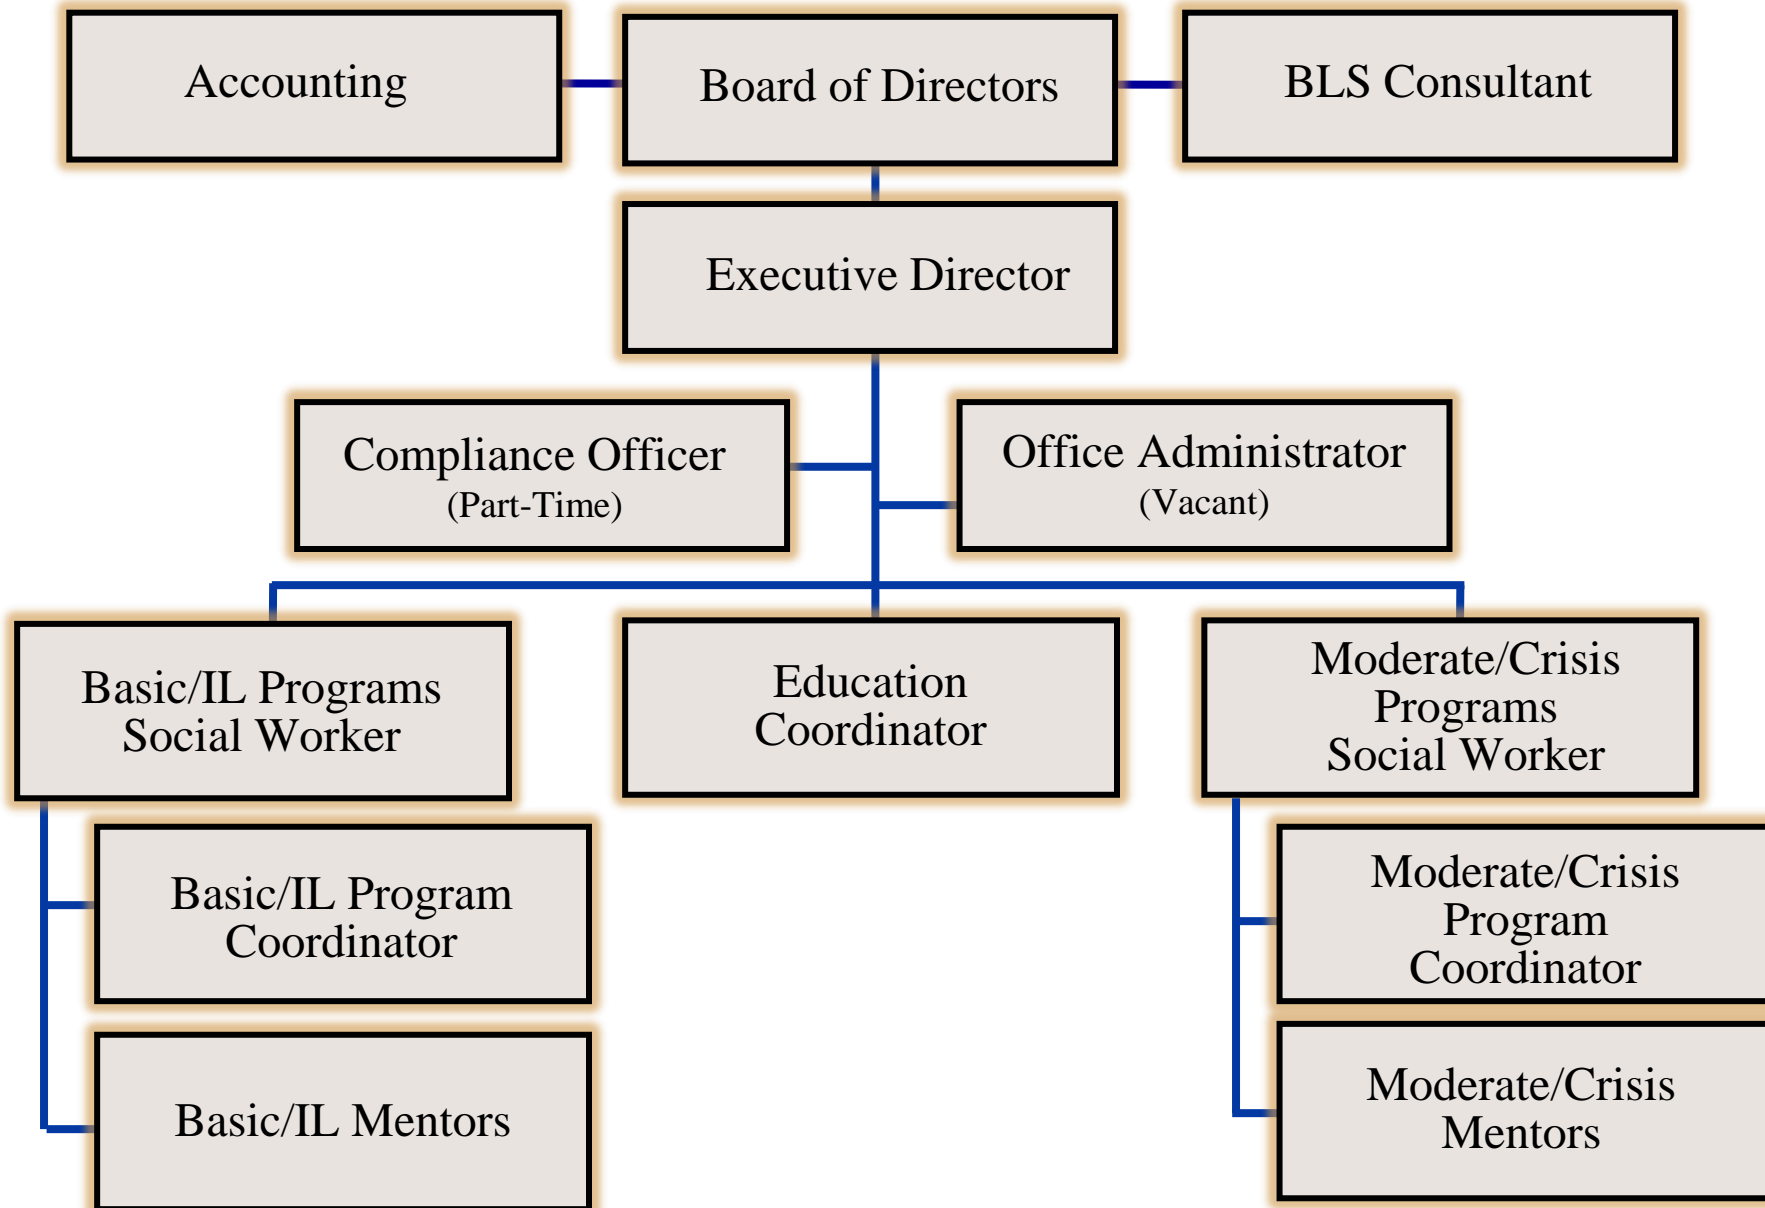 Accounting
Board of Directors
BLS Consultant
Executive Director
Compliance Officer
(Part-Time)
Office Administrator
(Vacant)
Basic/IL Programs
Social Worker
Education
Coordinator
Moderate/Crisis
Programs
Social Worker
Basic/IL Program
Coordinator
Moderate/Crisis
Program
Coordinator
Basic/IL Mentors
Moderate/Crisis
Mentors